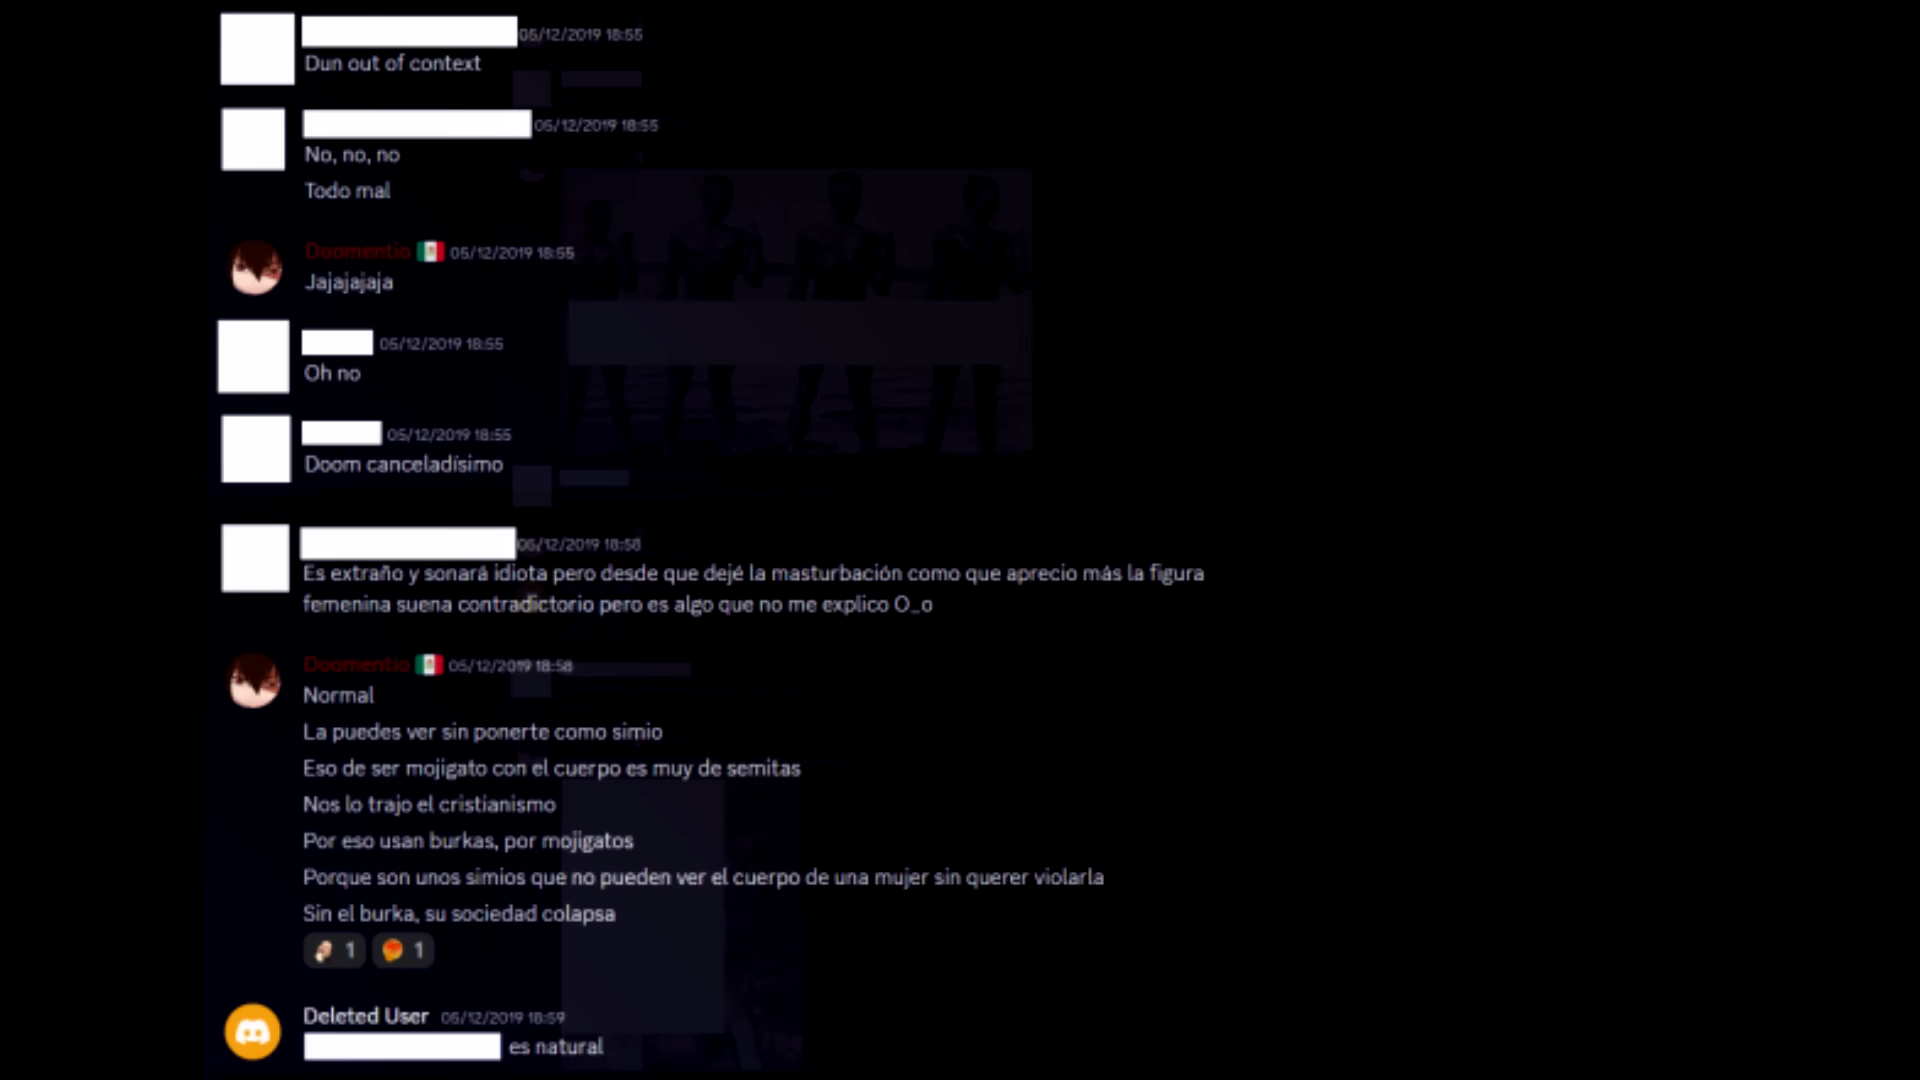 05/12/2019 18:55
Dun out of context
05/12/2019 18:55
No, no, no
Todo mal
Doomentio 05/12/2019 18:55
Jajajajaja
05/12/2019 18:55
Oh no
05/12/2019 18:55
Doom canceladísimo
05/12/2019 18:58
Es extraño y sonará idiota pero desde que dejé la masturbación como que aprecio más la figura
femenina suena contradictorio pero es algo que no me explico O_o
Doomentio 05/12/2019 18:58
Normal
La puedes ver sin ponerte como simio
Eso de ser mojigato con el cuerpo es muy de semitas
Nos lo trajo el cristianismo
Por eso usan burkas, por mojigatos
Porque son unos simios que no pueden ver el cuerpo de una mujer sin querer violarla
Sin el burka, su sociedad colapsa
1 1
Deleted User 05/12/2019 18:59
es natural